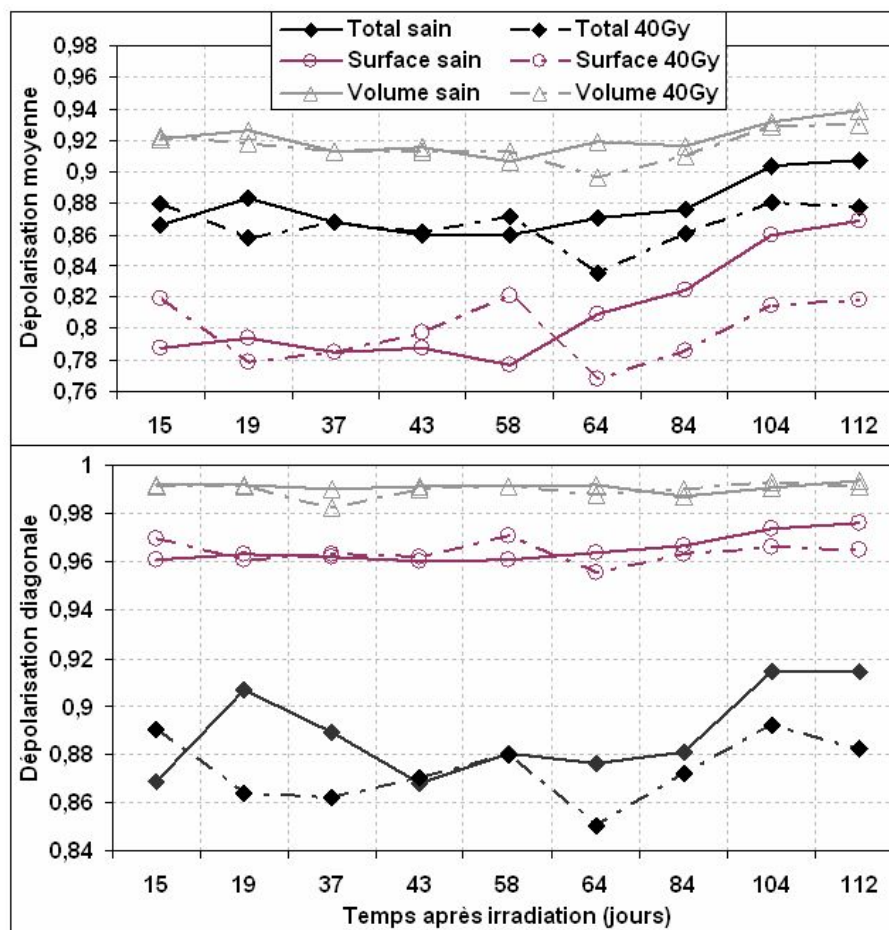 Total sain Total 40Gy
Surface sain Surface 40Gy
Volume sain Volume 40Gy
Dépolarisation moyenne
0,98
0,96
0,94
0,92
0,9
0,88
0,86
0,84
0,82
0,8
0,78
0,76
15 19 37 43 58 64 84 104 112
Dépolarisation diagonale
1
0,98
0,96
0,94
0,92
0,9
0,88
0,86
0,84
15 19 37 43 58 64 84 104 112
Temps après irradiation (jours)